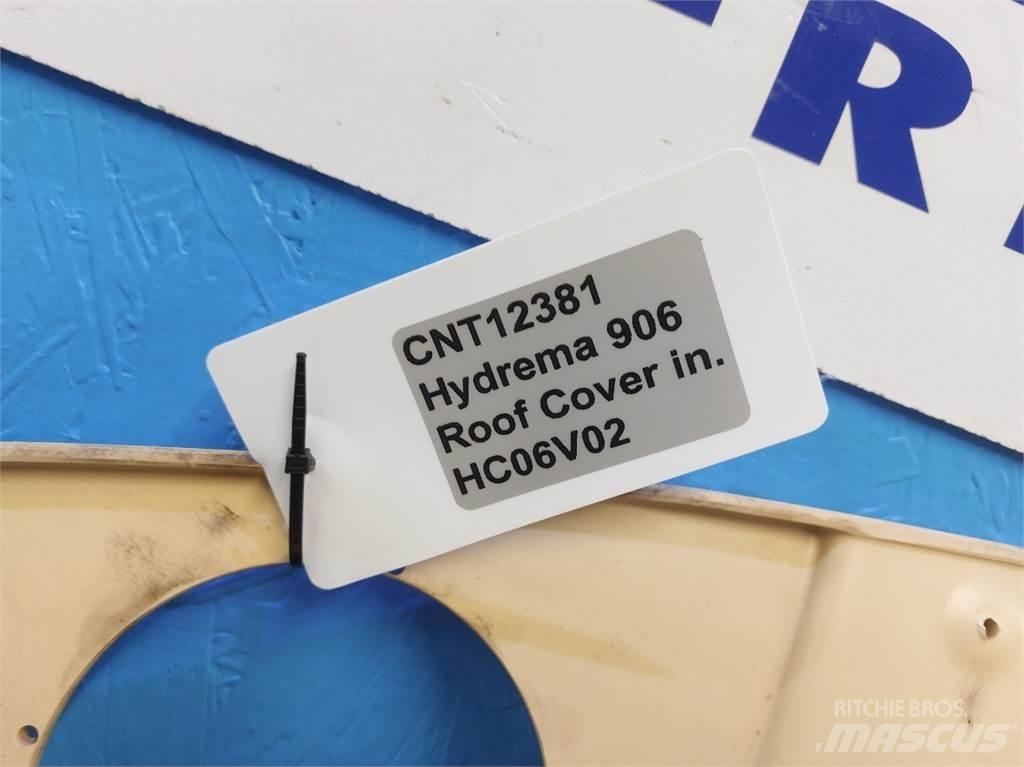 CNT12381
Hydrema 906
Roof Cover in.
HC06V02
R
RITCHIE BROS.
MASCUS